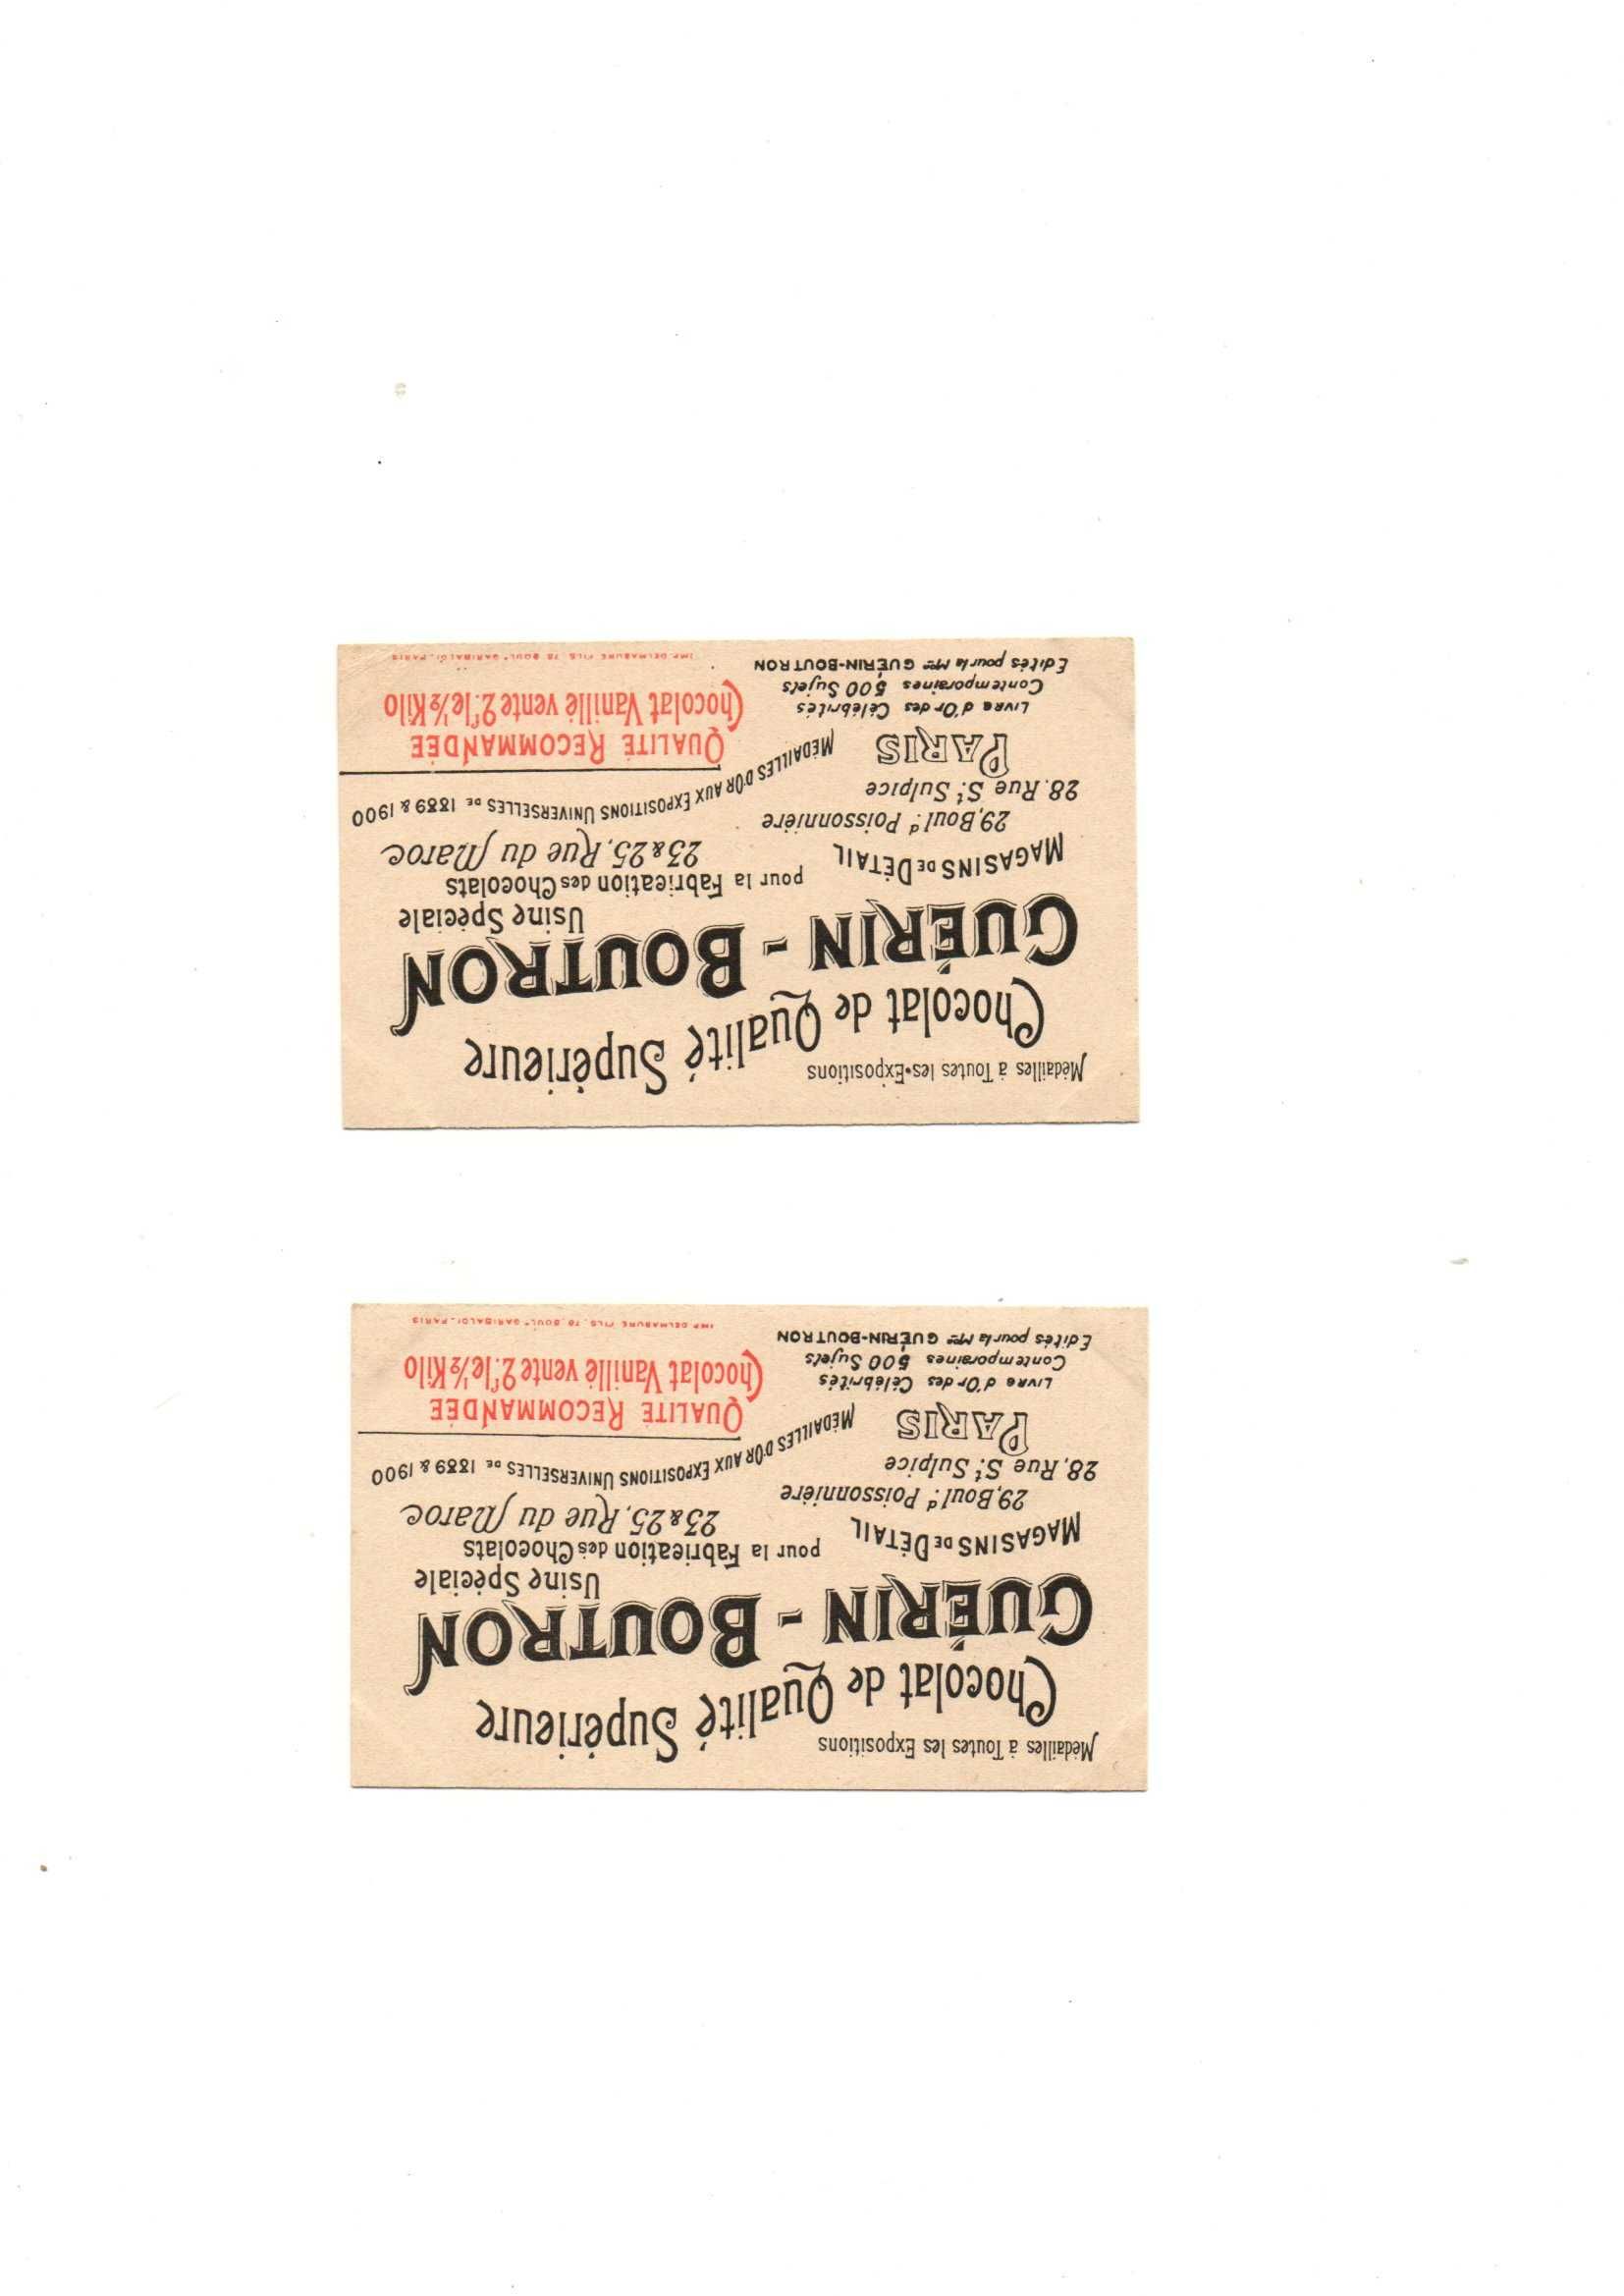 Médailles à Toutes les Expositions
Chocolat de Qualité Supérieure
GUÉRIN - BOUTRON
Usine Spéciale
pour la Fabrication des Chocolats
23 & 25, Rue du Maroc
MAGASINS DE DÉTAIL
29, Boulᵈ Poissonnière
28, Rue Sᵗ Sulpice
PARIS
MÉDAILLES D'OR AUX EXPOSITIONS UNIVERSELLES DE 1889 & 1900
LIVRE d'Or des Célébrités
Contemporaines 500 Sujets
Edités pour la Mᵒⁿ GUÉRIN-BOUTRON
QUALITÉ RECOMMANDÉE
Chocolat Vanillé vente 2ᶠ. le ½ Kilo
Médailles à Toutes les Expositions
Chocolat de Qualité Supérieure
GUÉRIN - BOUTRON
Usine Spéciale
pour la Fabrication des Chocolats
23 & 25, Rue du Maroc
MAGASINS DE DÉTAIL
29, Boulᵈ Poissonnière
28. Rue Sᵗ Sulpice
PARIS
MÉDAILLES D'OR AUX EXPOSITIONS UNIVERSELLES DE 1889 & 1900
LIVRE d'Or des Célébrités
Contemporaines 500 Sujets
Edités pour la Mᵒⁿ GUÉRIN-BOUTRON
QUALITÉ RECOMMANDÉE
Chocolat Vanillé vente 2ᶠ. le ½ Kilo